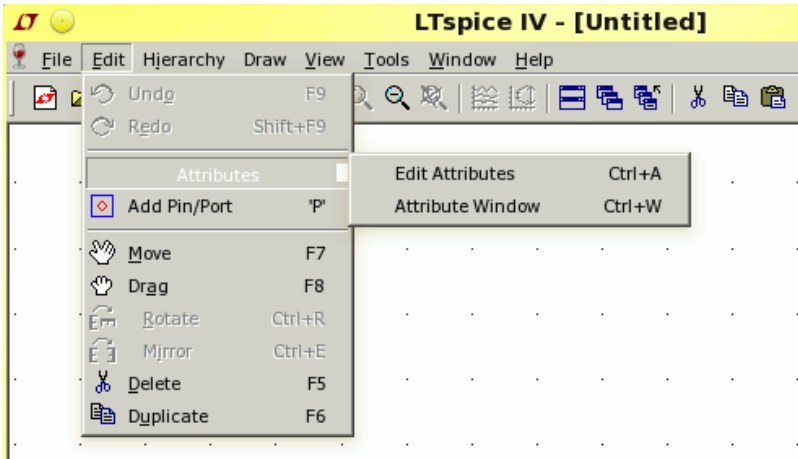 LTspice IV - [Untitled]
File Edit Hierarchy Draw View Tools Window Help
Undo F9
Redo Shift+F9
Attributes
Edit Attributes Ctrl+A
Attribute Window Ctrl+W
Add Pin/Port 'P'
Move F7
Drag F8
Rotate Ctrl+R
Mirror Ctrl+E
Delete F5
Duplicate F6